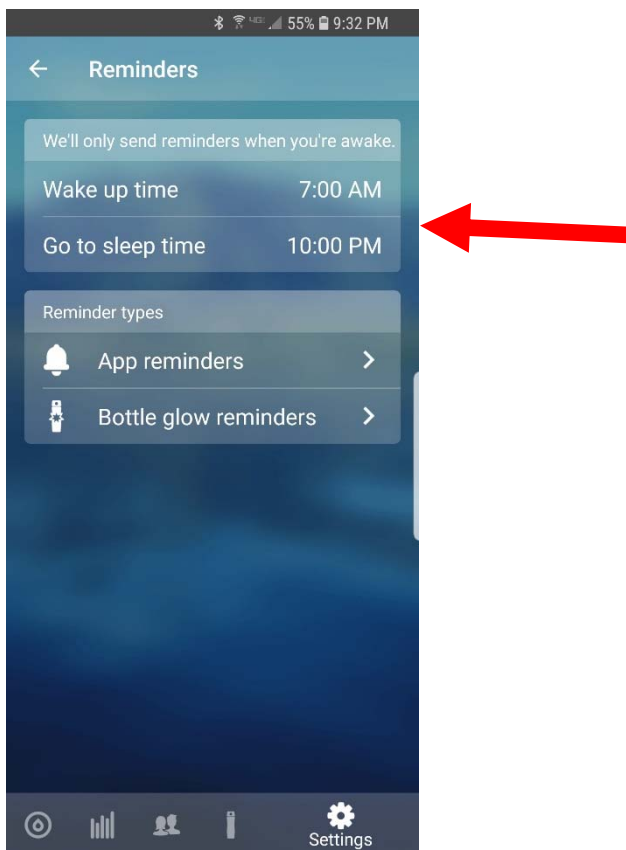 55% 9:32 PM
Reminders
We'll only send reminders when you're awake.
Wake up time 7:00 AM
Go to sleep time 10:00 PM
Reminder types
App reminders
Bottle glow reminders
Settings